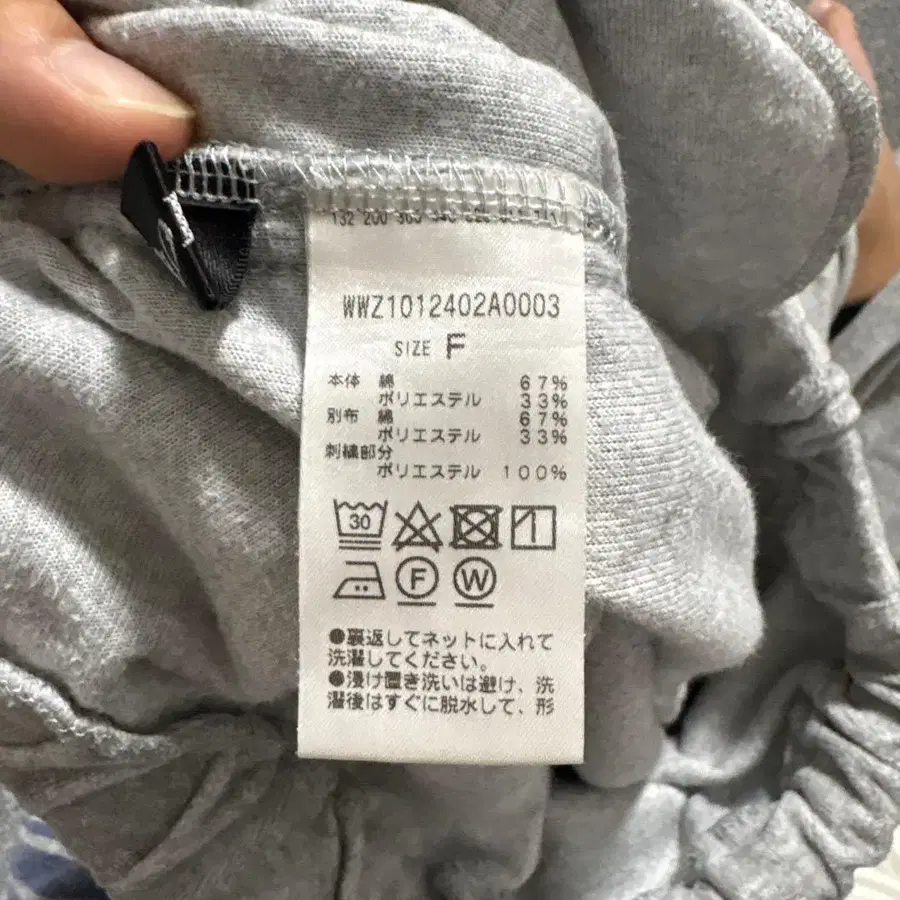 WWZ1012402A0003
SIZE F
本体 綿 67%
ポリエステル 33%
別布 綿 67%
ポリエステル 33%
刺繍部分
ポリエステル 100%
30
F W
●裏返してネットに入れて
洗濯してください。
●浸け置き洗いは避け、洗
濯後はすぐに脱水して、形